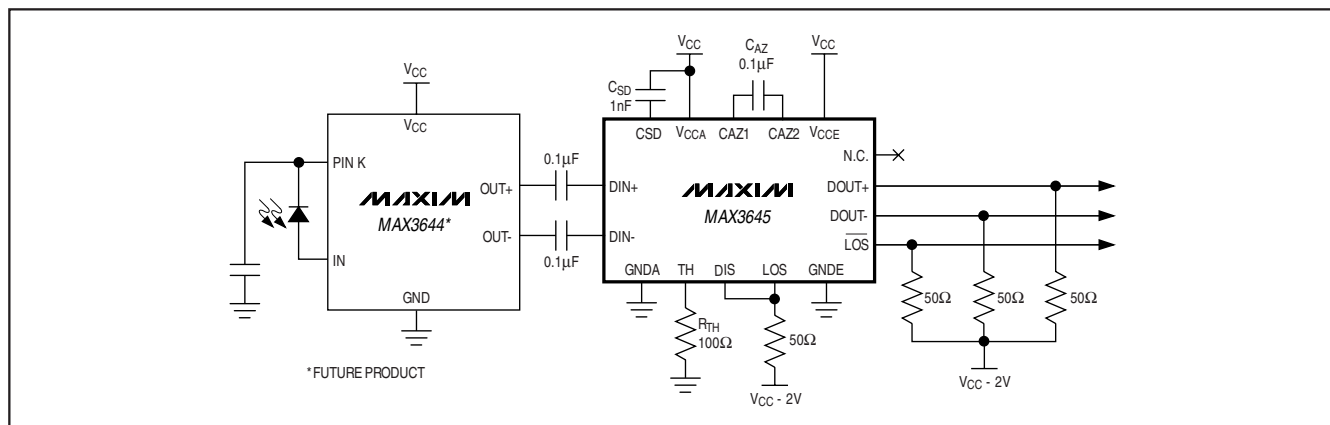 VCC
VCC
PIN K
IN
GND
MAXIM
MAX3644*
OUT+
OUT-
0.1µF
0.1µF
*FUTURE PRODUCT
VCC
CSD
1nF
CAZ
0.1µF
VCC
CSD
VCCA
CAZ1
CAZ2
VCCE
N.C.
DIN+
DIN-
MAXIM
MAX3645
DOUT+
DOUT-
LOS
GNDA
TH
DIS
LOS
GNDE
RTH
100Ω
50Ω
VCC - 2V
50Ω
50Ω
50Ω
VCC - 2V